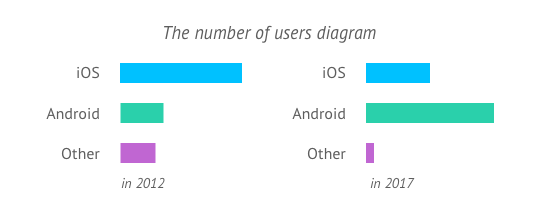 The number of users diagram
iOS
Android
Other
in 2012
iOS
Android
Other
in 2017